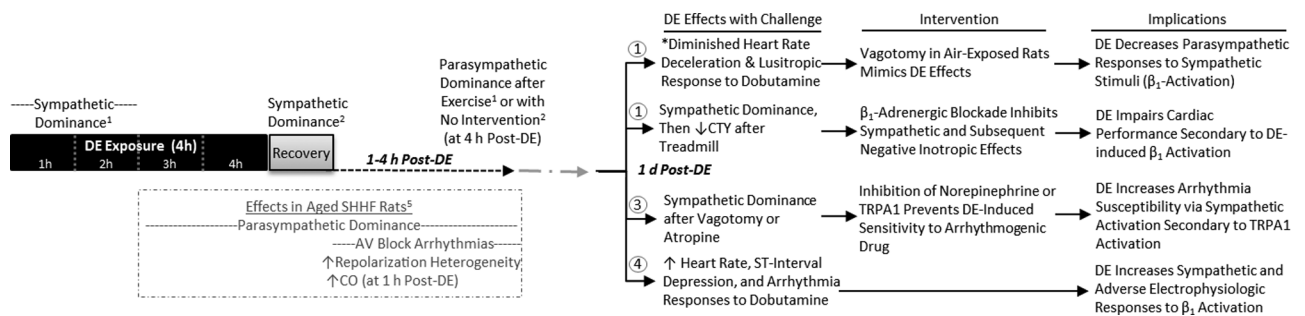 -----Sympathetic-----
Dominance1
DE Exposure (4h)
1h 2h 3h 4h
Sympathetic
Dominance2
Recovery
Parasympathetic
Dominance after
Exercise1 or with
No Intervention2
(at 4 h Post-DE)
1-4 h Post-DE
Effects in Aged SHHF Rats5
--------------------Parasympathetic Dominance--------------------
-----AV Block Arrhythmias------
↑Repolarization Heterogeneity
↑CO (at 1 h Post-DE)
1 d Post-DE
DE Effects with Challenge
Intervention
Implications
1
*Diminished Heart Rate
Deceleration & Lusitropic
Response to Dobutamine
Vagotomy in Air-Exposed Rats
Mimics DE Effects
DE Decreases Parasympathetic
Responses to Sympathetic
Stimuli (β1-Activation)
1
Sympathetic Dominance,
Then ↓CTY after
Treadmill
β1-Adrenergic Blockade Inhibits
Sympathetic and Subsequent
Negative Inotropic Effects
DE Impairs Cardiac
Performance Secondary to DE-
induced β1 Activation
3
Sympathetic Dominance
after Vagotomy or
Atropine
Inhibition of Norepinephrine or
TRPA1 Prevents DE-Induced
Sensitivity to Arrhythmogenic
Drug
DE Increases Arrhythmia
Susceptibility via Sympathetic
Activation Secondary to TRPA1
Activation
4
↑ Heart Rate, ST-Interval
Depression, and Arrhythmia
Responses to Dobutamine
DE Increases Sympathetic and
Adverse Electrophysiologic
Responses to β1 Activation